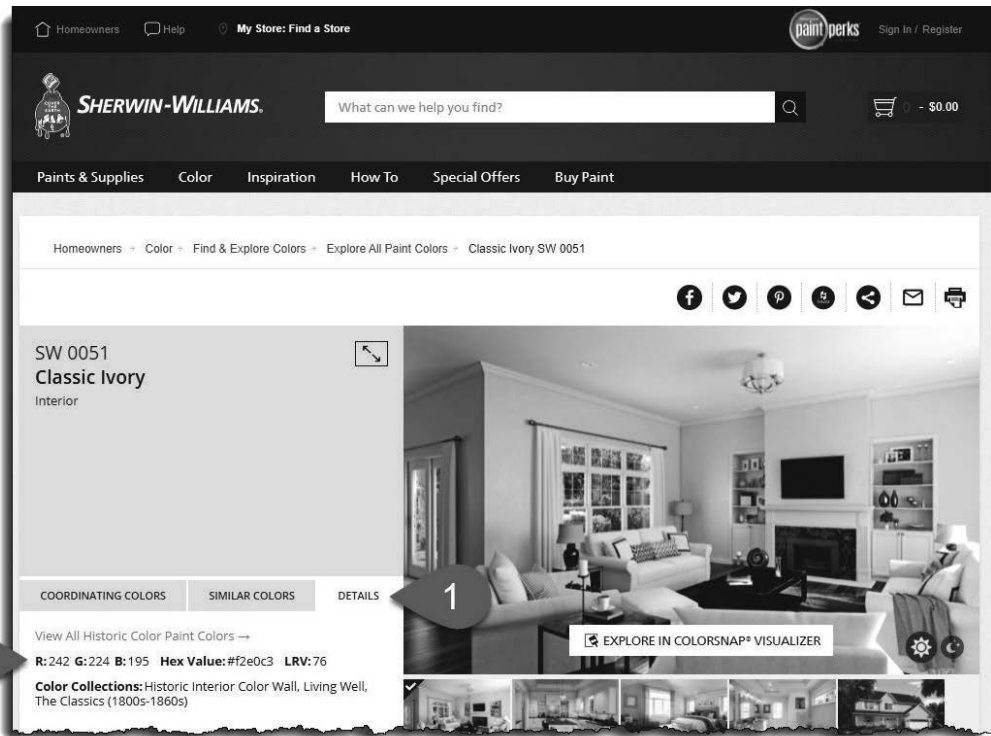 Homeowners Help My Store: Find a Store paint perks Sign In / Register
SHERWIN-WILLIAMS. What can we help you find? 0 - $0.00
Paints & Supplies Color Inspiration How To Special Offers Buy Paint
Homeowners Color Find & Explore Colors Explore All Paint Colors Classic Ivory SW 0051
SW 0051
Classic Ivory
Interior
COORDINATING COLORS SIMILAR COLORS DETAILS 1
EXPLORE IN COLORSNAP® VISUALIZER
View All Historic Color Paint Colors →
R:242 G:224 B:195 Hex Value:#f2e0c3 LRV:76
Color Collections: Historic Interior Color Wall, Living Well,
The Classics (1800s-1860s)